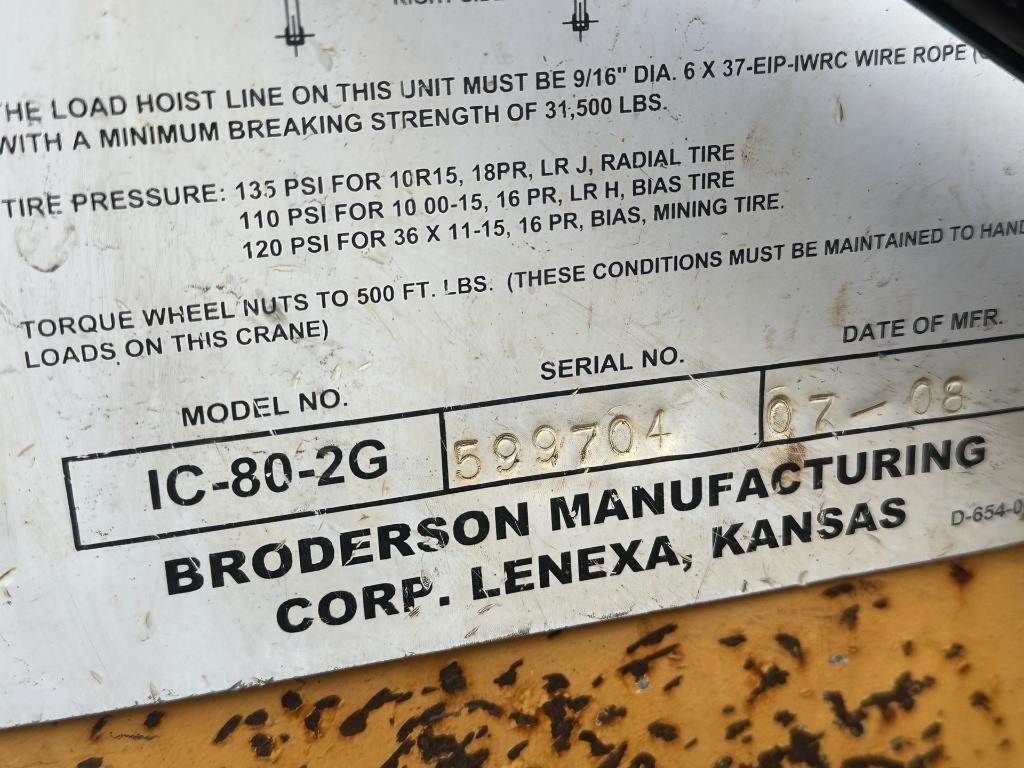 THE LOAD HOIST LINE ON THIS UNIT MUST BE 9/16" DIA. 6 X 37-EIP-IWRC WIRE ROPE
WITH A MINIMUM BREAKING STRENGTH OF 31,500 LBS.
TIRE PRESSURE: 135 PSI FOR 10R15, 18PR, LR J, RADIAL TIRE
110 PSI FOR 10 00-15, 16 PR, LR H, BIAS TIRE
120 PSI FOR 36 X 11-15, 16 PR, BIAS, MINING TIRE.
TORQUE WHEEL NUTS TO 500 FT. LBS. (THESE CONDITIONS MUST BE MAINTAINED TO HAND
LOADS ON THIS CRANE)
MODEL NO. SERIAL NO. DATE OF MFR.
IC-80-2G 599704 07-08
BRODERSON MANUFACTURING
CORP. LENEXA, KANSAS D-654-0